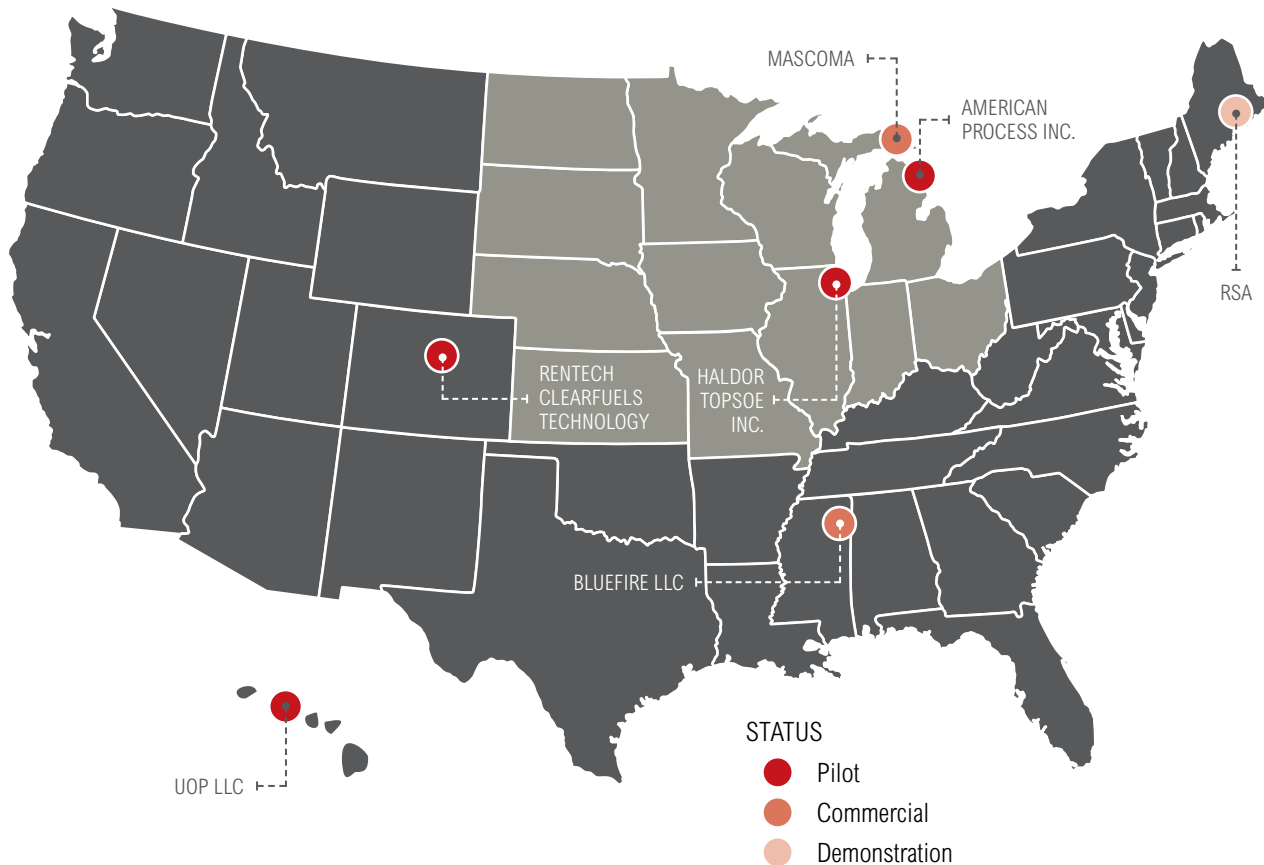 MASCOMA
AMERICAN
PROCESS INC.
RSA
RENTECH
CLEARFUELS
TECHNOLOGY
HALDOR
TOPSOE
INC.
BLUEFIRE LLC
UOP LLC
STATUS
Pilot
Commercial
Demonstration